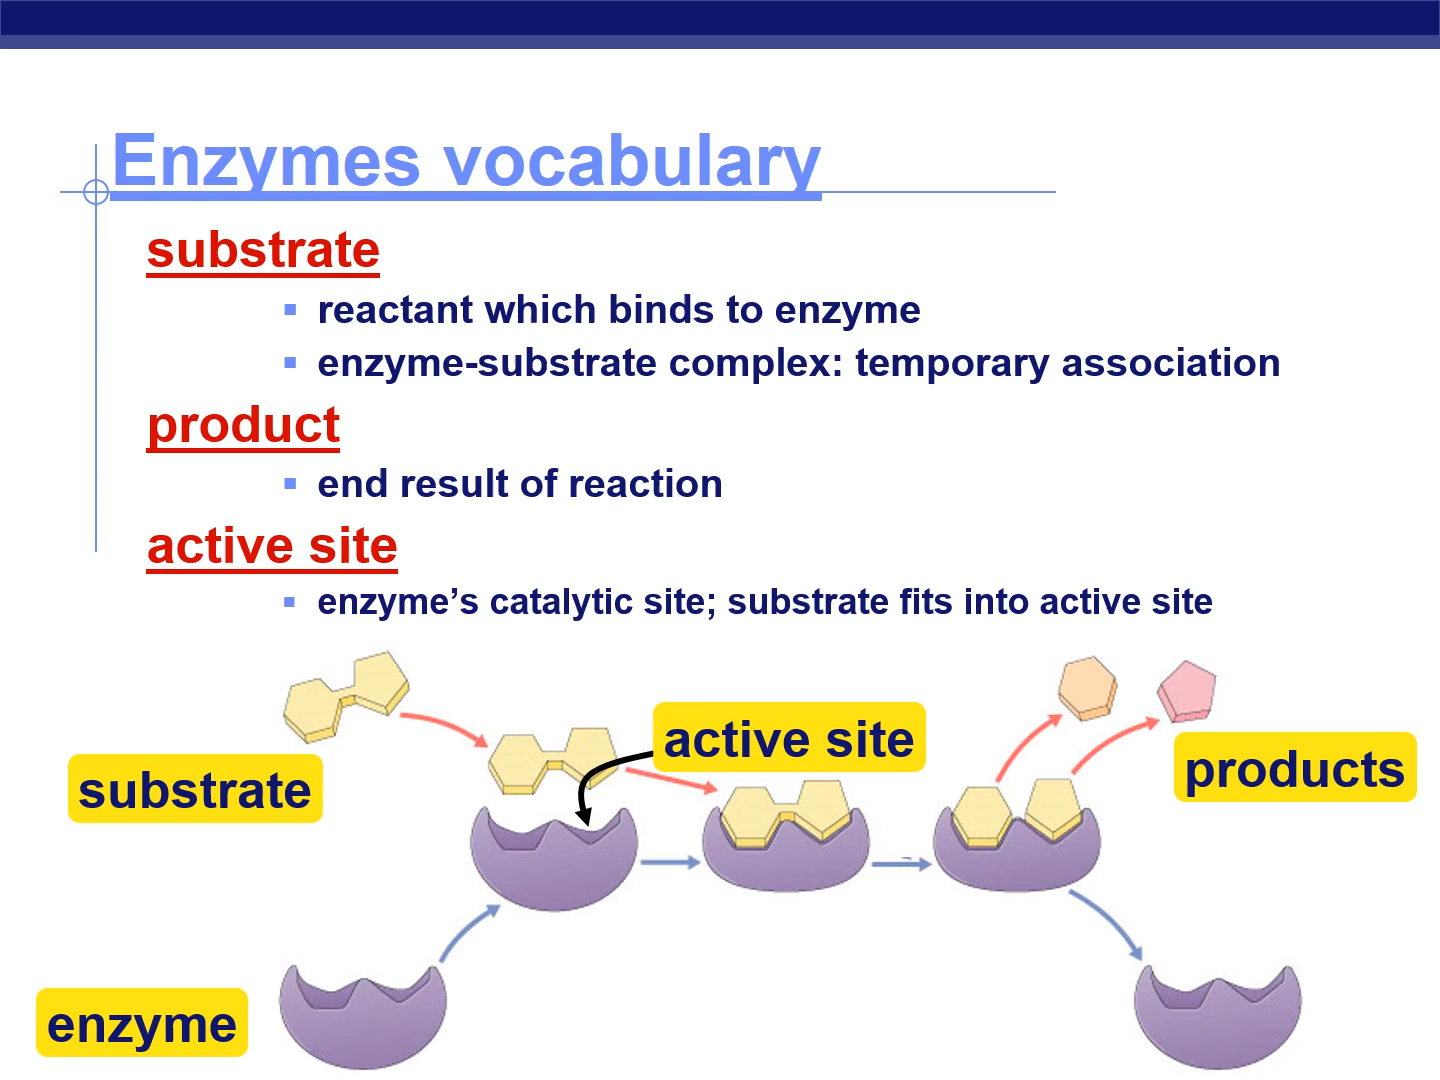 Enzymes vocabulary
substrate
▪ reactant which binds to enzyme
▪ enzyme-substrate complex: temporary association
product
▪ end result of reaction
active site
▪ enzyme’s catalytic site; substrate fits into active site
active site
products
substrate
enzyme